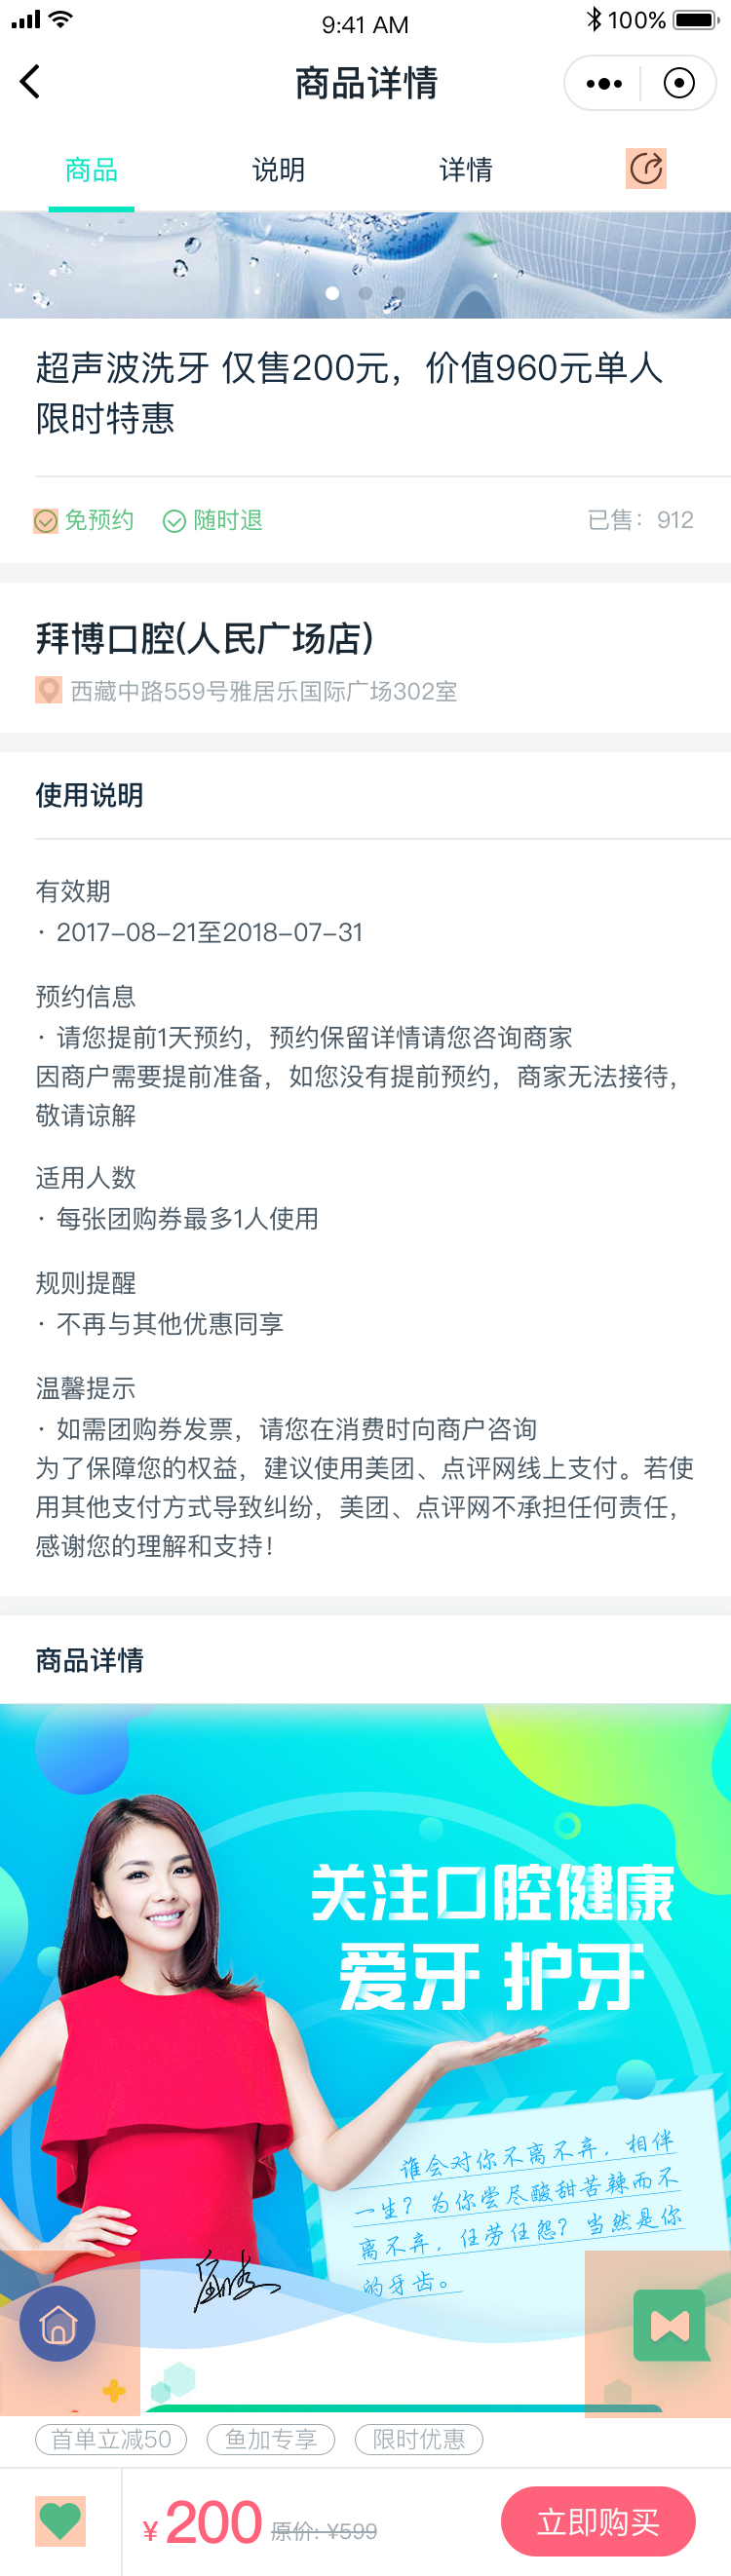 9:41 AM 100%
商品详情
商品 说明 详情
超声波洗牙 仅售200元，价值960元单人
限时特惠
免预约 随时退 已售：912
拜博口腔(人民广场店)
西藏中路559号雅居乐国际广场302室
使用说明
有效期
· 2017-08-21至2018-07-31
预约信息
· 请您提前1天预约，预约保留详情请您咨询商家
因商户需要提前准备，如您没有提前预约，商家无法接待，
敬请谅解
适用人数
· 每张团购券最多1人使用
规则提醒
· 不再与其他优惠同享
温馨提示
· 如需团购券发票，请您在消费时向商户咨询
为了保障您的权益，建议使用美团、点评网线上支付。若使
用其他支付方式导致纠纷，美团、点评网不承担任何责任，
感谢您的理解和支持！
商品详情
关注口腔健康
爱牙 护牙
谁会对你不离不弃，相伴
一生？为你尝尽酸甜苦辣而不
离不弃，任劳任怨？当然是你
的牙齿。
首单立减50 鱼加专享 限时优惠
¥200 原价: ¥599 立即购买